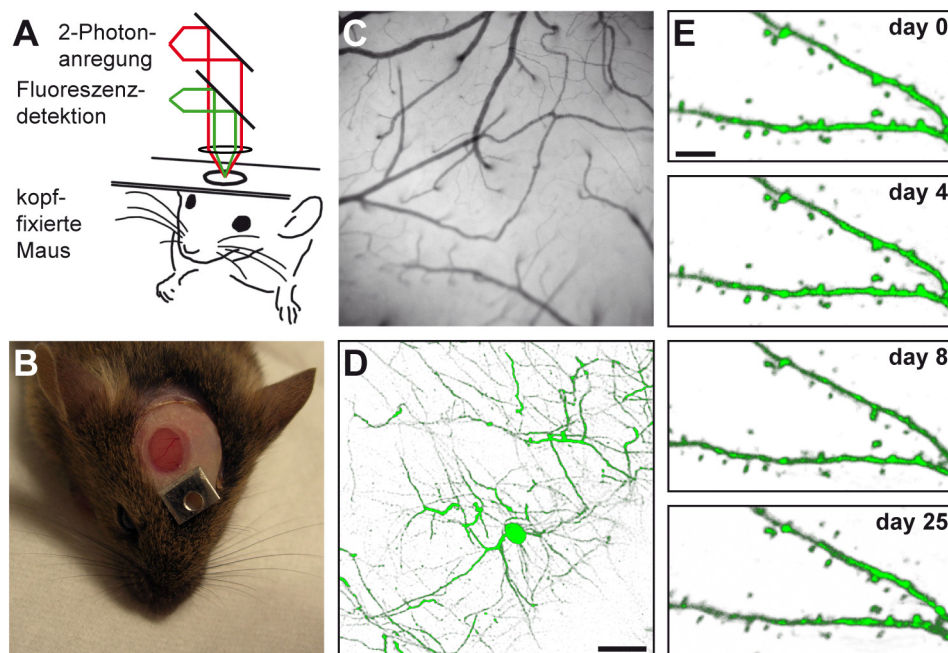 A
2-Photon-
anregung
Fluoreszenz-
detektion
kopf-
fixierte
Maus
B
C
D
E
day 0
day 4
day 8
day 25